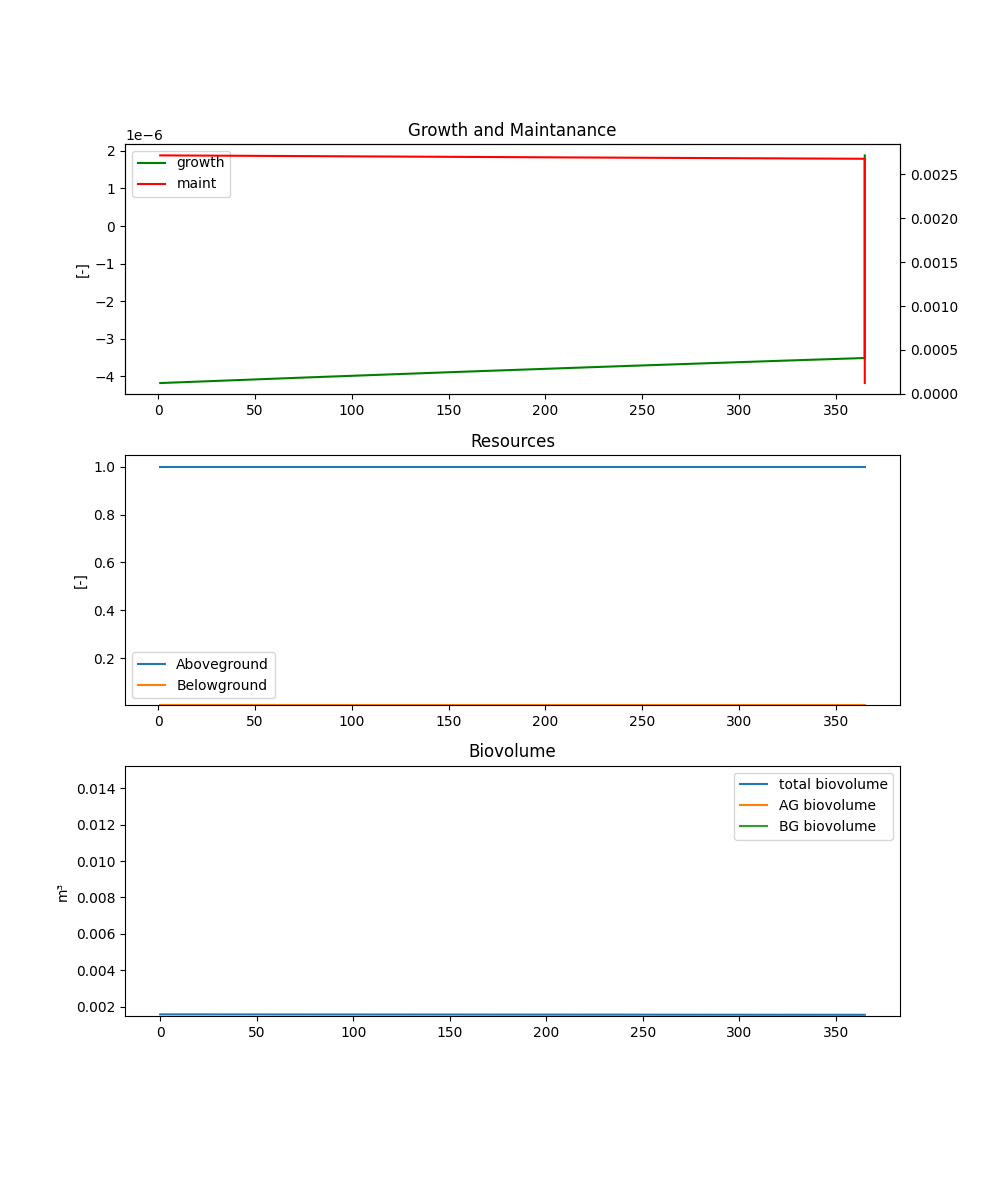 Growth and Maintanance
1e−6
growth
maint
[-]
2
1
0
−1
−2
−3
−4
0.0025
0.0020
0.0015
0.0010
0.0005
0.0000
0 50 100 150 200 250 300 350
Resources
[-]
1.0
0.8
0.6
0.4
0.2
Aboveground
Belowground
0 50 100 150 200 250 300 350
Biovolume
m³
0.014
0.012
0.010
0.008
0.006
0.004
0.002
total biovolume
AG biovolume
BG biovolume
0 50 100 150 200 250 300 350